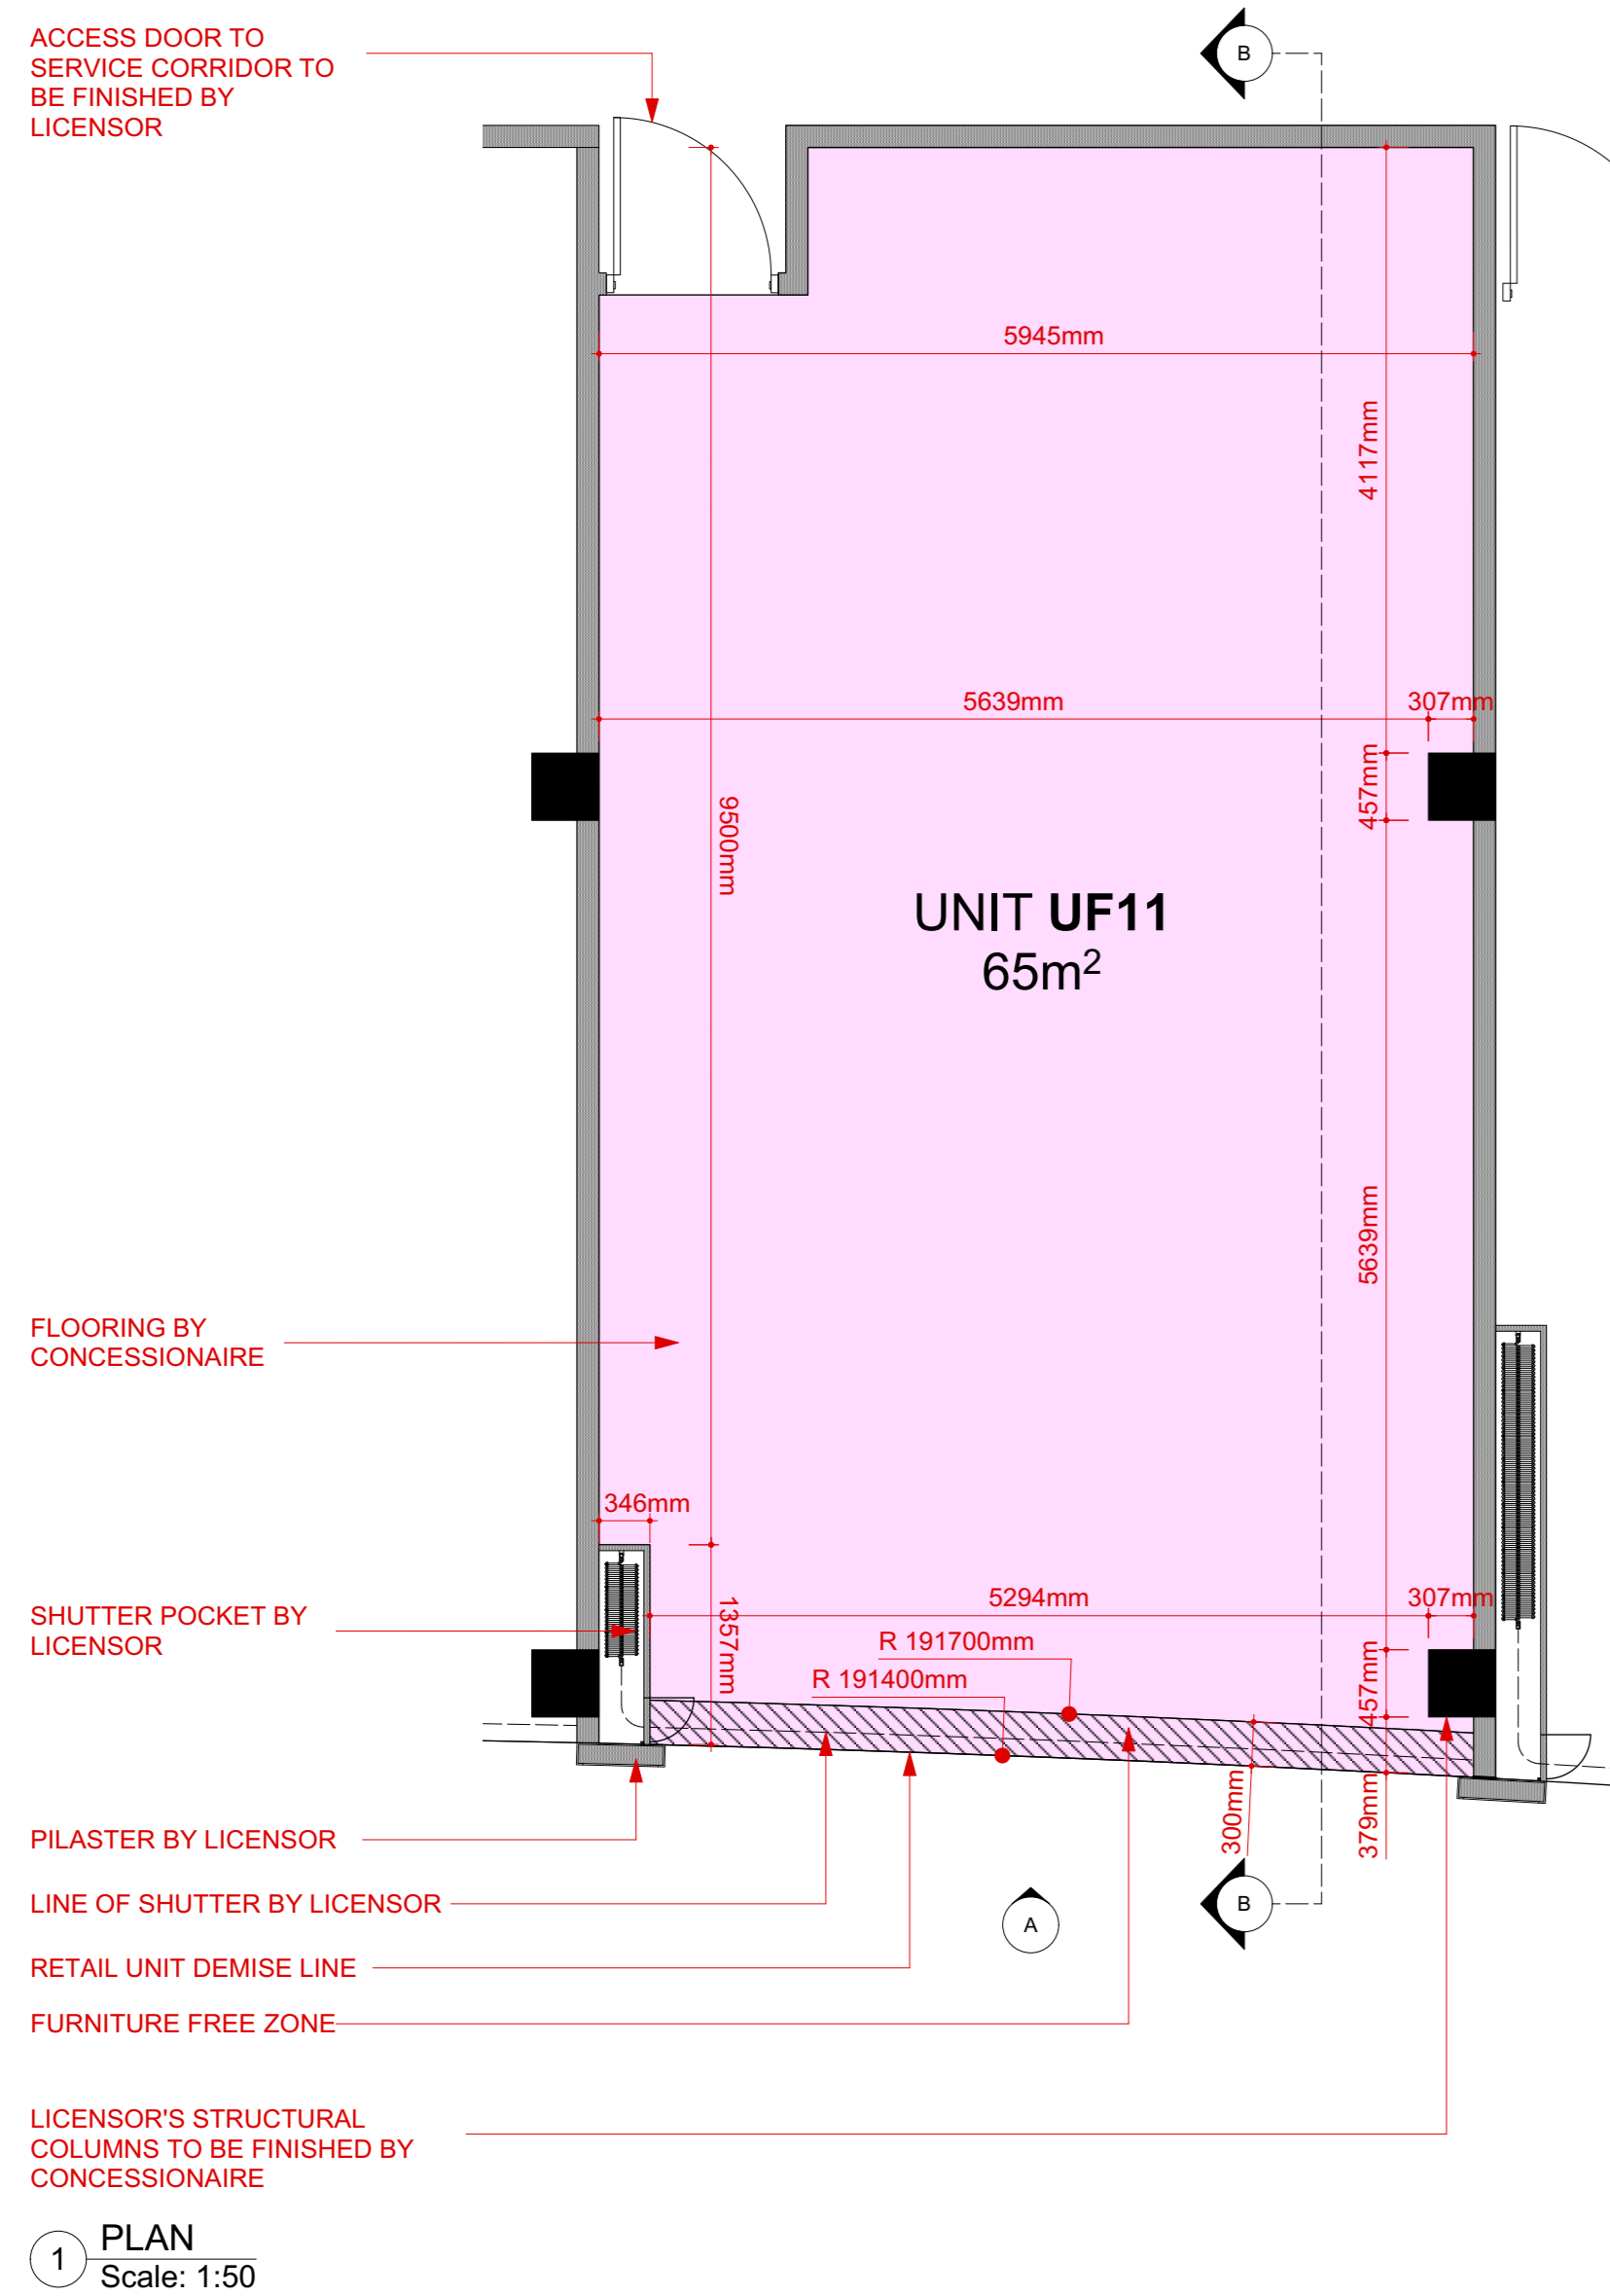 ACCESS DOOR TO
SERVICE CORRIDOR TO
BE FINISHED BY
LICENSOR
B
5945mm
4117mm
5639mm
307mm
457mm
9500mm
UNIT UF11
65m²
5639mm
FLOORING BY
CONCESSIONAIRE
346mm
5294mm
307mm
SHUTTER POCKET BY
LICENSOR
1357mm
R 191700mm
R 191400mm
457mm
300mm
379mm
PILASTER BY LICENSOR
LINE OF SHUTTER BY LICENSOR
B
A
RETAIL UNIT DEMISE LINE
FURNITURE FREE ZONE
LICENSOR'S STRUCTURAL
COLUMNS TO BE FINISHED BY
CONCESSIONAIRE
1
PLAN
Scale: 1:50